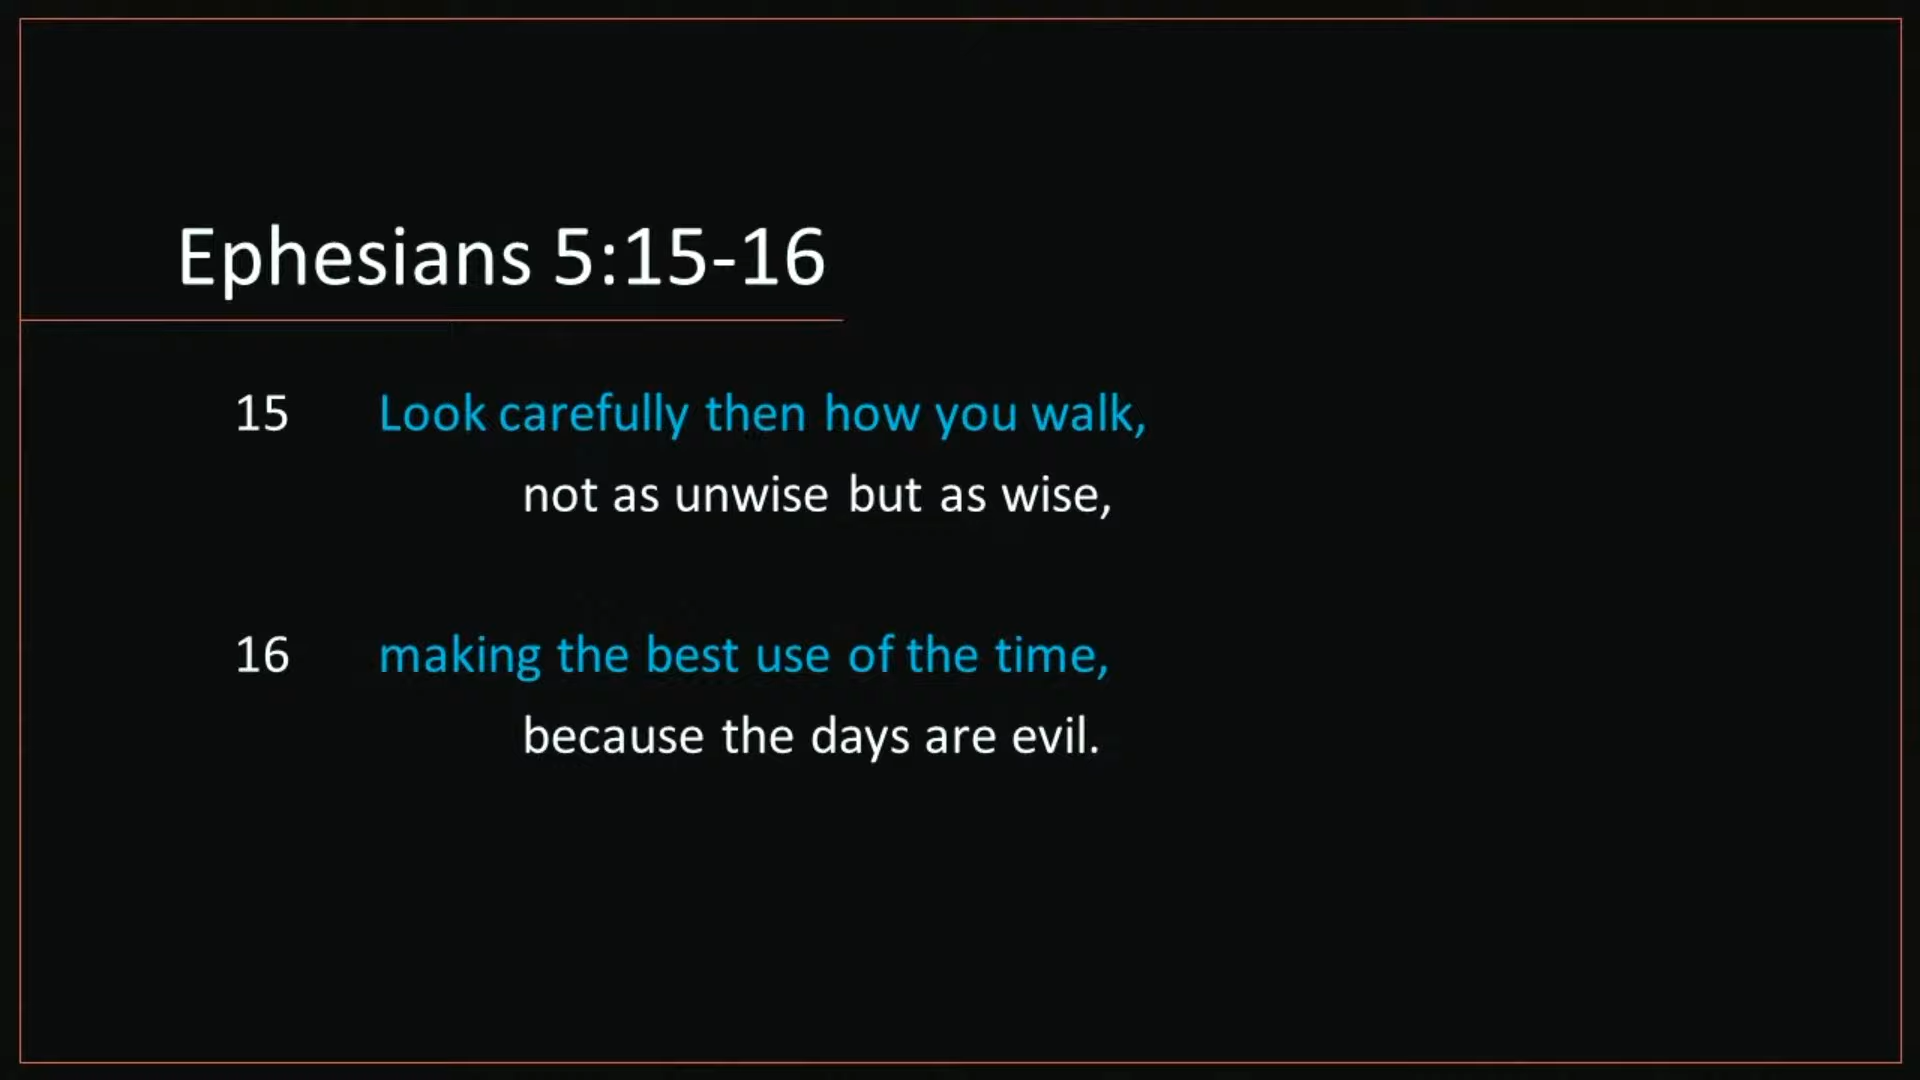 Ephesians 5:15-16
15 Look carefully then how you walk,
not as unwise but as wise,
16 making the best use of the time,
because the days are evil.